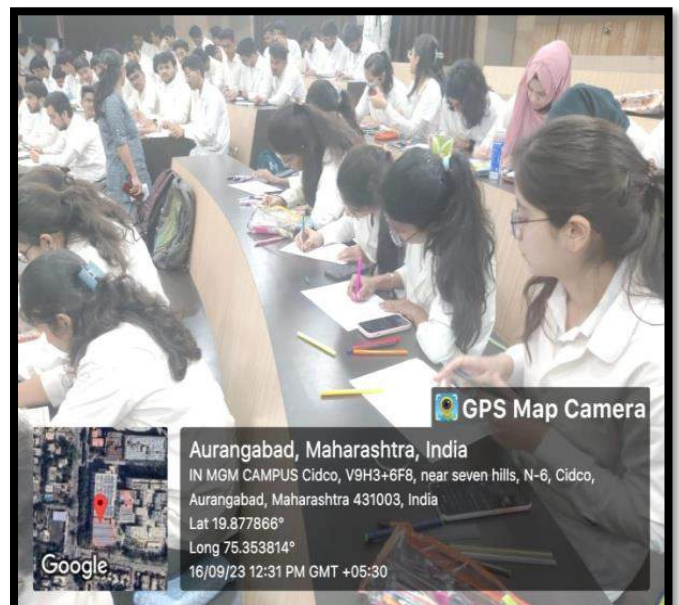 GPS Map Camera
Aurangabad, Maharashtra, India
IN MGM CAMPUS Cidco, V9H3+6F8, near seven hills, N-6, Cidco,
Aurangabad, Maharashtra 431003, India
Lat 19.877866°
Long 75.353814°
16/09/23 12:31 PM GMT +05:30
Google